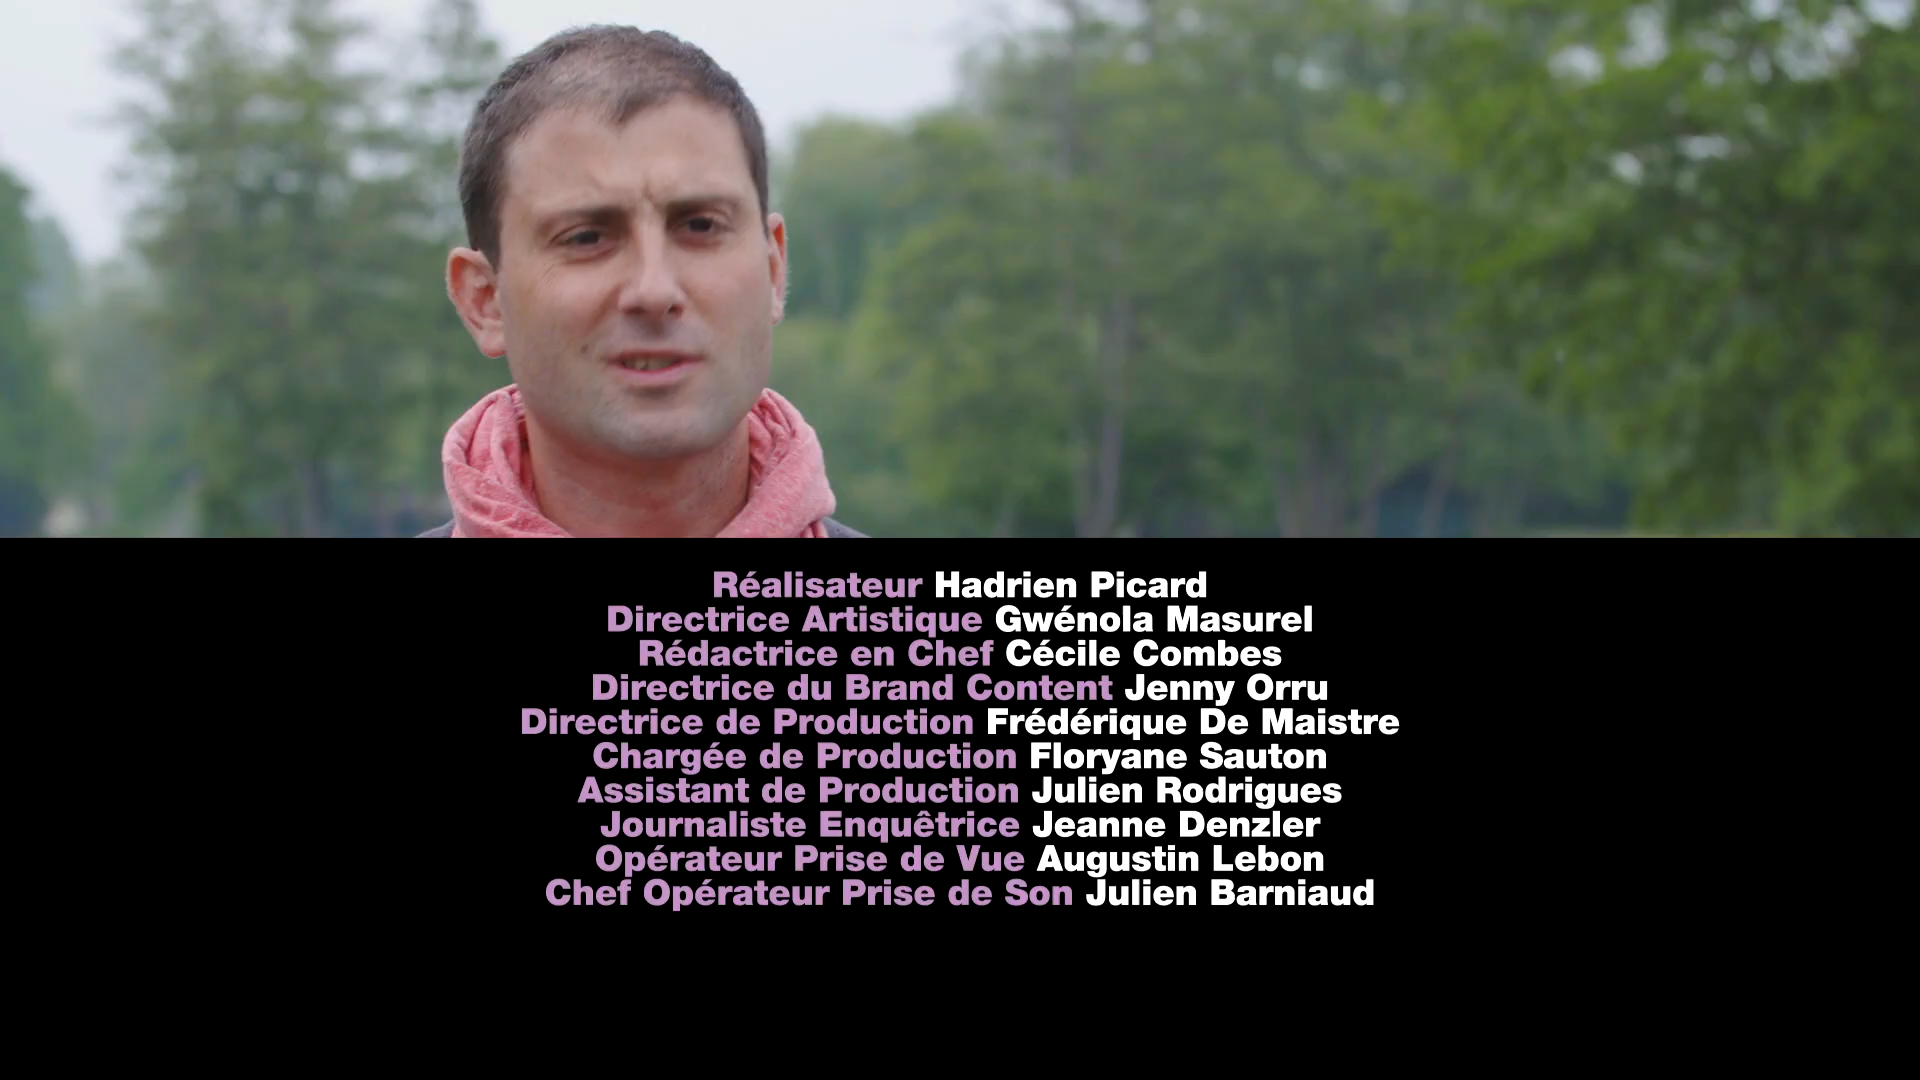 Réalisateur Hadrien Picard
Directrice Artistique Gwénola Masurel
Rédactrice en Chef Cécile Combes
Directrice du Brand Content Jenny Orru
Directrice de Production Frédérique De Maistre
Chargée de Production Floryane Sauton
Assistant de Production Julien Rodrigues
Journaliste Enquêtrice Jeanne Denzler
Opérateur Prise de Vue Augustin Lebon
Chef Opérateur Prise de Son Julien Barniaud